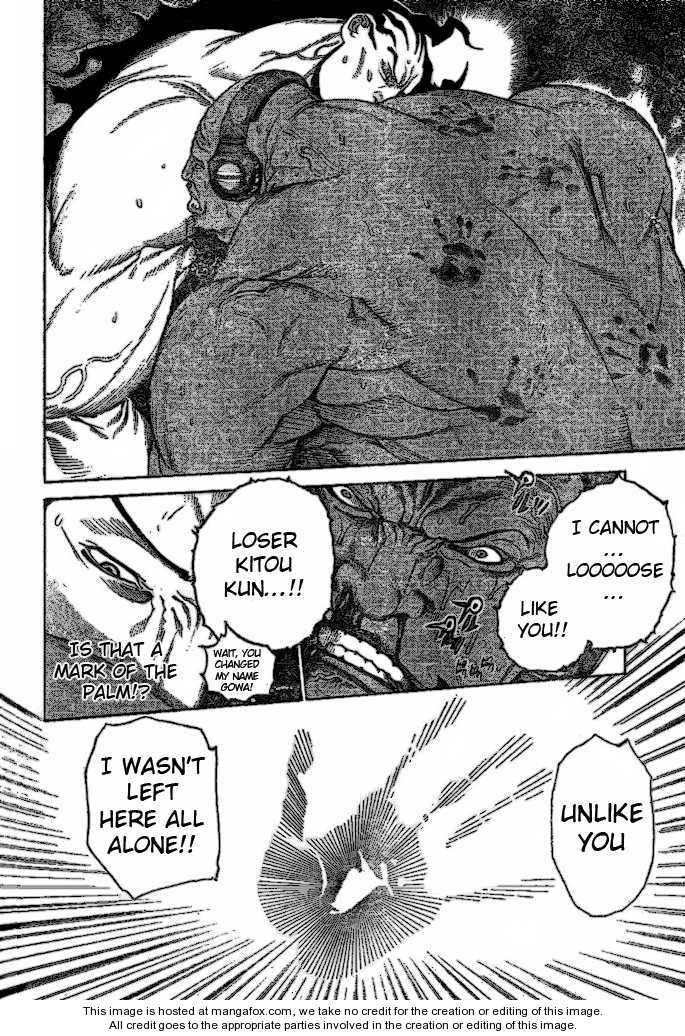 I CANNOT
...
LOOOOOSE
...
LIKE
YOU!!
LOSER
KITOU
KUN...!!
WAIT, YOU
CHANGED
MY NAME
GOWA!
IS THAT A
MARK OF THE
PALM!?
UNLIKE
YOU
I WASN'T
LEFT
HERE ALL
ALONE!!
This image is hosted at mangafox.com, we take no credit for the creation or editing of this image.
All credit goes to the appropriate parties involved in the creation or editing of this image.